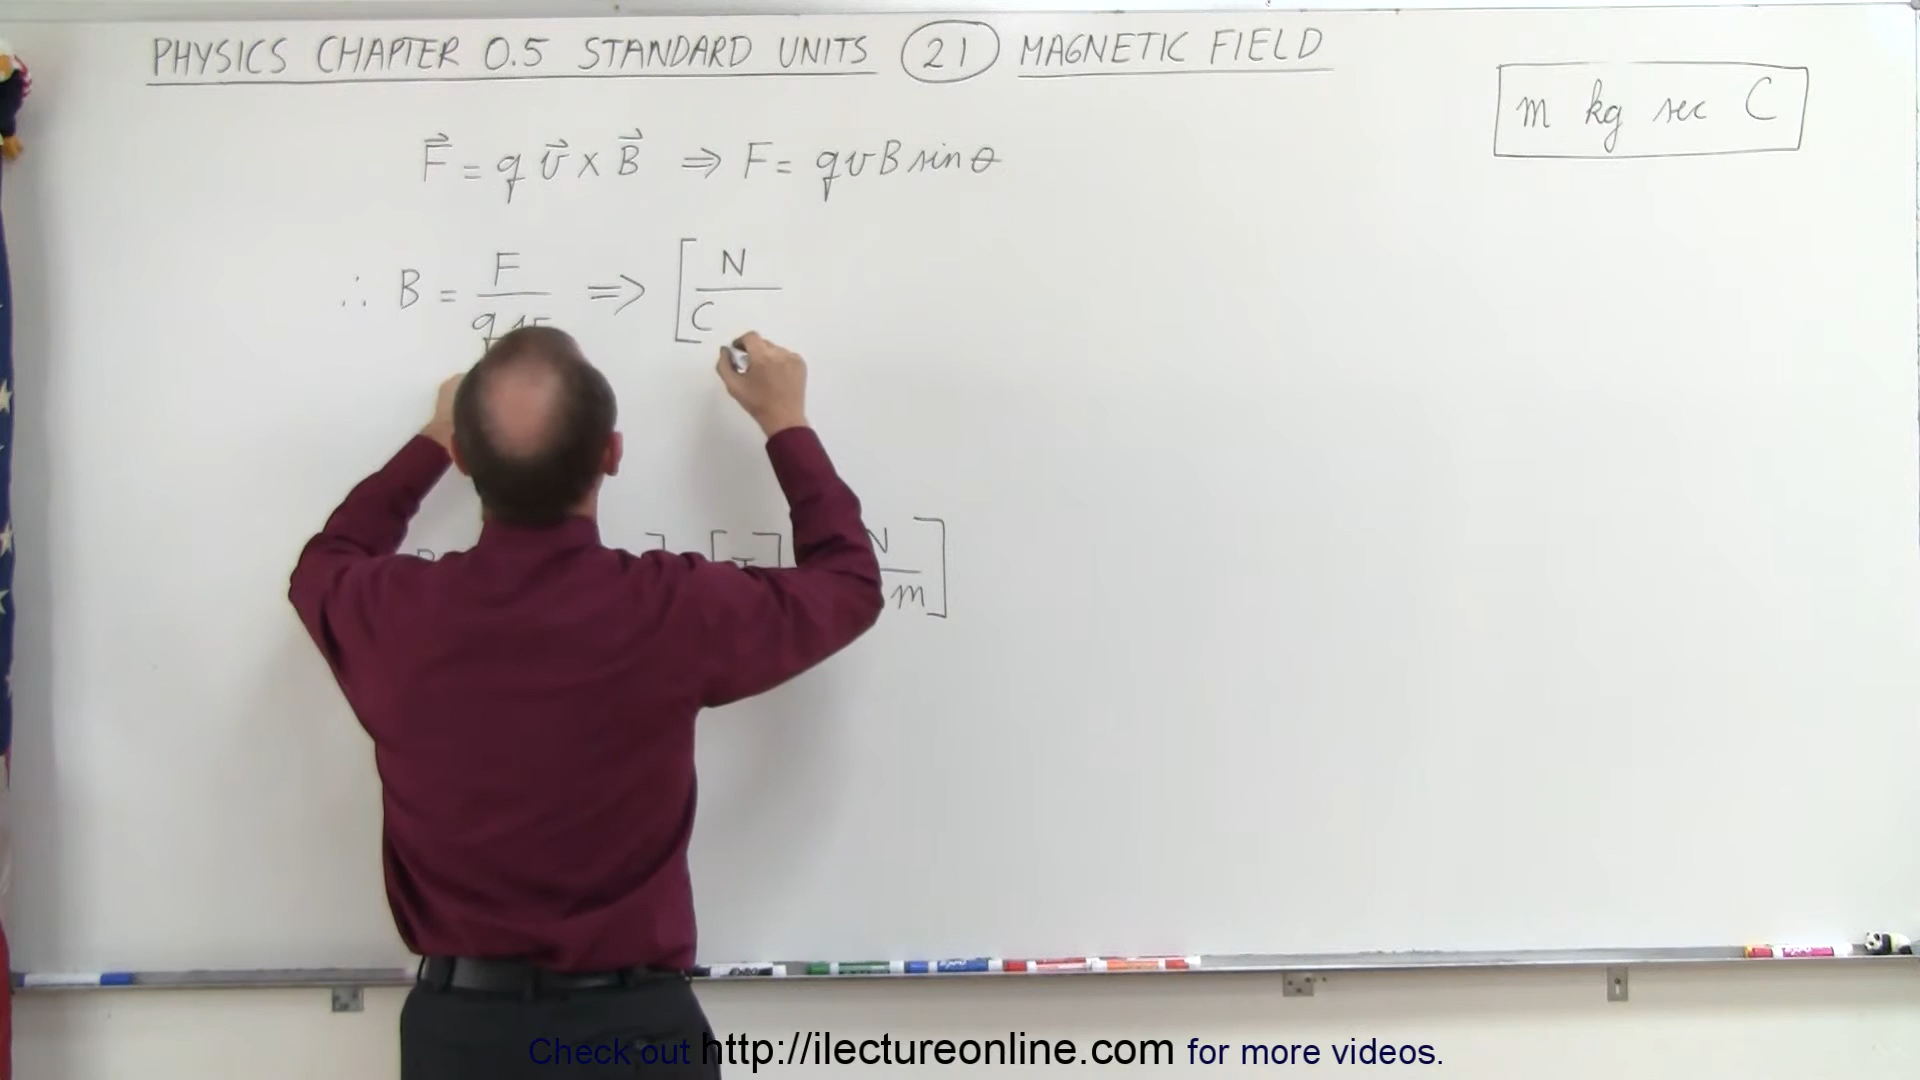 PHYSICS CHAPTER 0.5 STANDARD UNITS 21 MAGNETIC FIELD
m kg sec C
F⃗ = q v⃗ x B⃗ ⇒ F = qvB sin θ
∴ B = F / q v ⇒ [ N / C
] [ ] N / m ]
Check out http://ilectureonline.com for more videos.